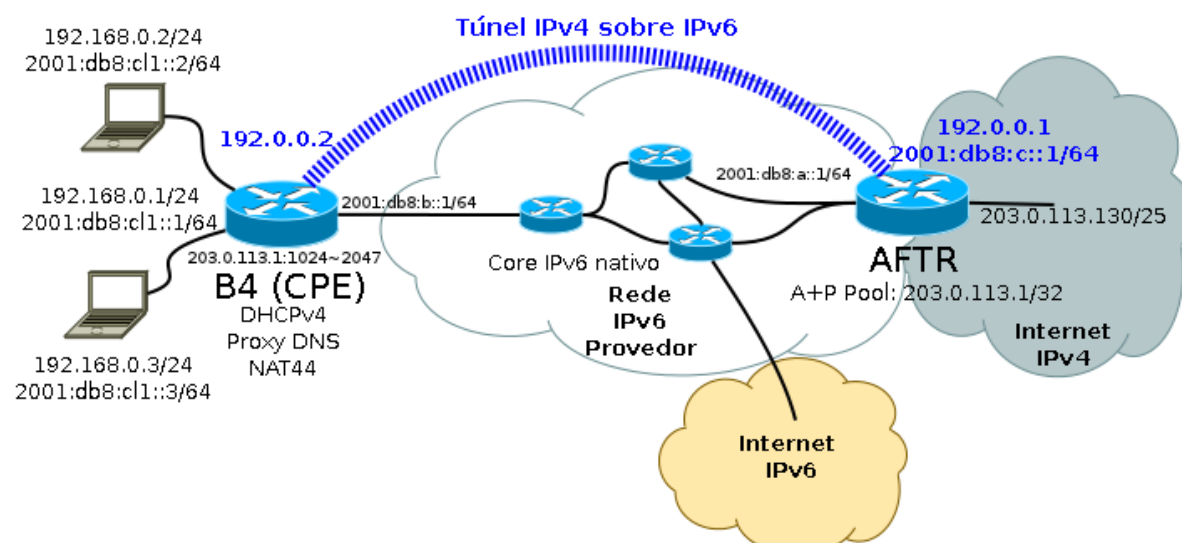 Túnel IPv4 sobre IPv6
192.168.0.2/24
2001:db8:cl1::2/64
192.0.0.2
192.168.0.1/24
2001:db8:cl1::1/64
2001:db8:b::1/64
203.0.113.1:1024~2047
B4 (CPE)
DHCPv4
Proxy DNS
NAT44
192.168.0.3/24
2001:db8:cl1::3/64
Core IPv6 nativo
Rede
IPv6
Provedor
2001:db8:a::1/64
192.0.0.1
2001:db8:c::1/64
203.0.113.130/25
AFTR
A+P Pool: 203.0.113.1/32
Internet
IPv4
Internet
IPv6